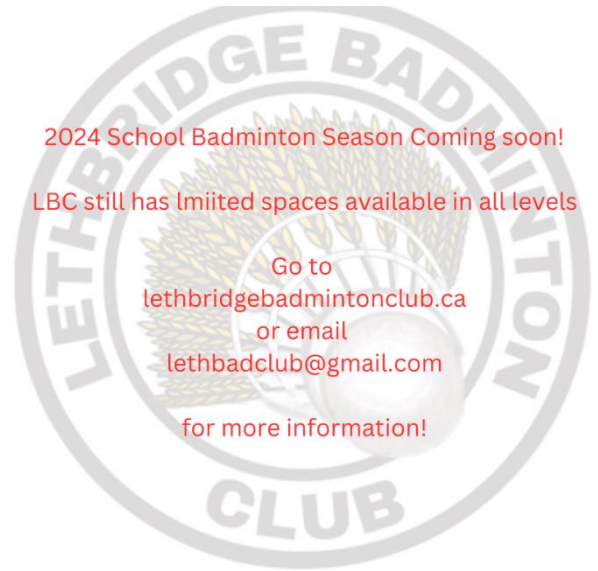 LETHBRIDGE BADMINTON
2024 School Badminton Season Coming soon!
LBC still has lmiited spaces available in all levels
Go to
lethbridgebadmintonclub.ca
or email
lethbadclub@gmail.com
for more information!
CLUB